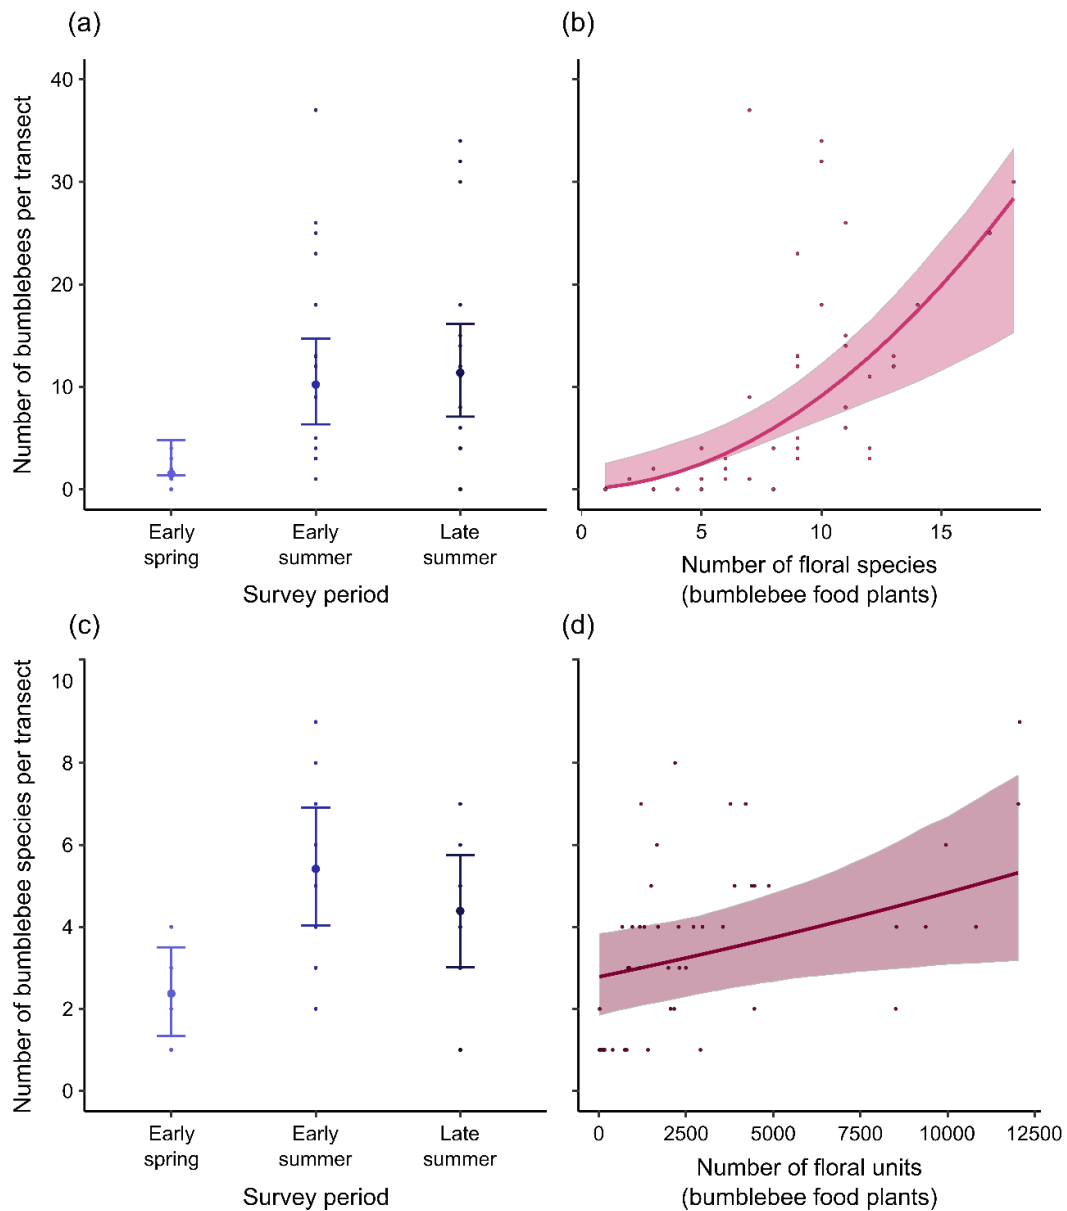 (a)
Number of bumblebees per transect
40
30
20
10
0
Early
spring
Early
summer
Late
summer
Survey period
(b)
0
5
10
15
Number of floral species
(bumblebee food plants)
(c)
Number of bumblebee species per transect
10
8
6
4
2
0
Early
spring
Early
summer
Late
summer
Survey period
(d)
0
2500
5000
7500
10000
12500
Number of floral units
(bumblebee food plants)